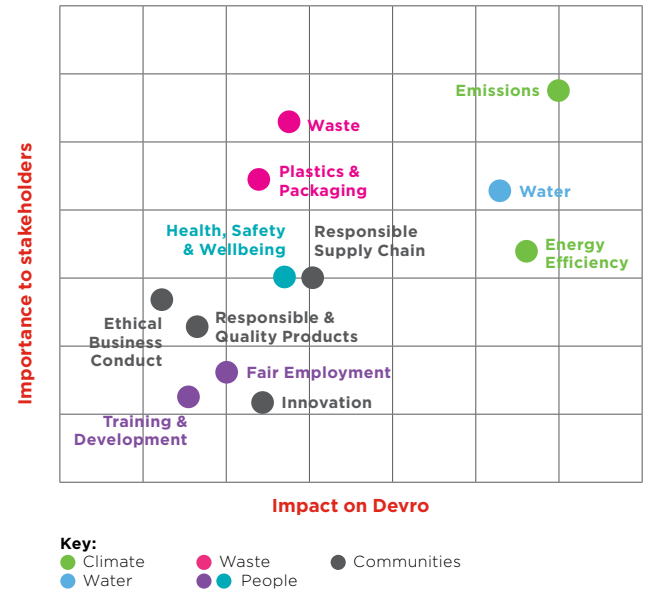 Importance to stakeholders
Emissions
Waste
Plastics &
Packaging
Water
Health, Safety
& Wellbeing
Responsible
Supply Chain
Energy
Efficiency
Ethical
Business
Conduct
Responsible &
Quality Products
Fair Employment
Innovation
Training &
Development
Impact on Devro
Key:
Climate
Waste
Communities
Water
People